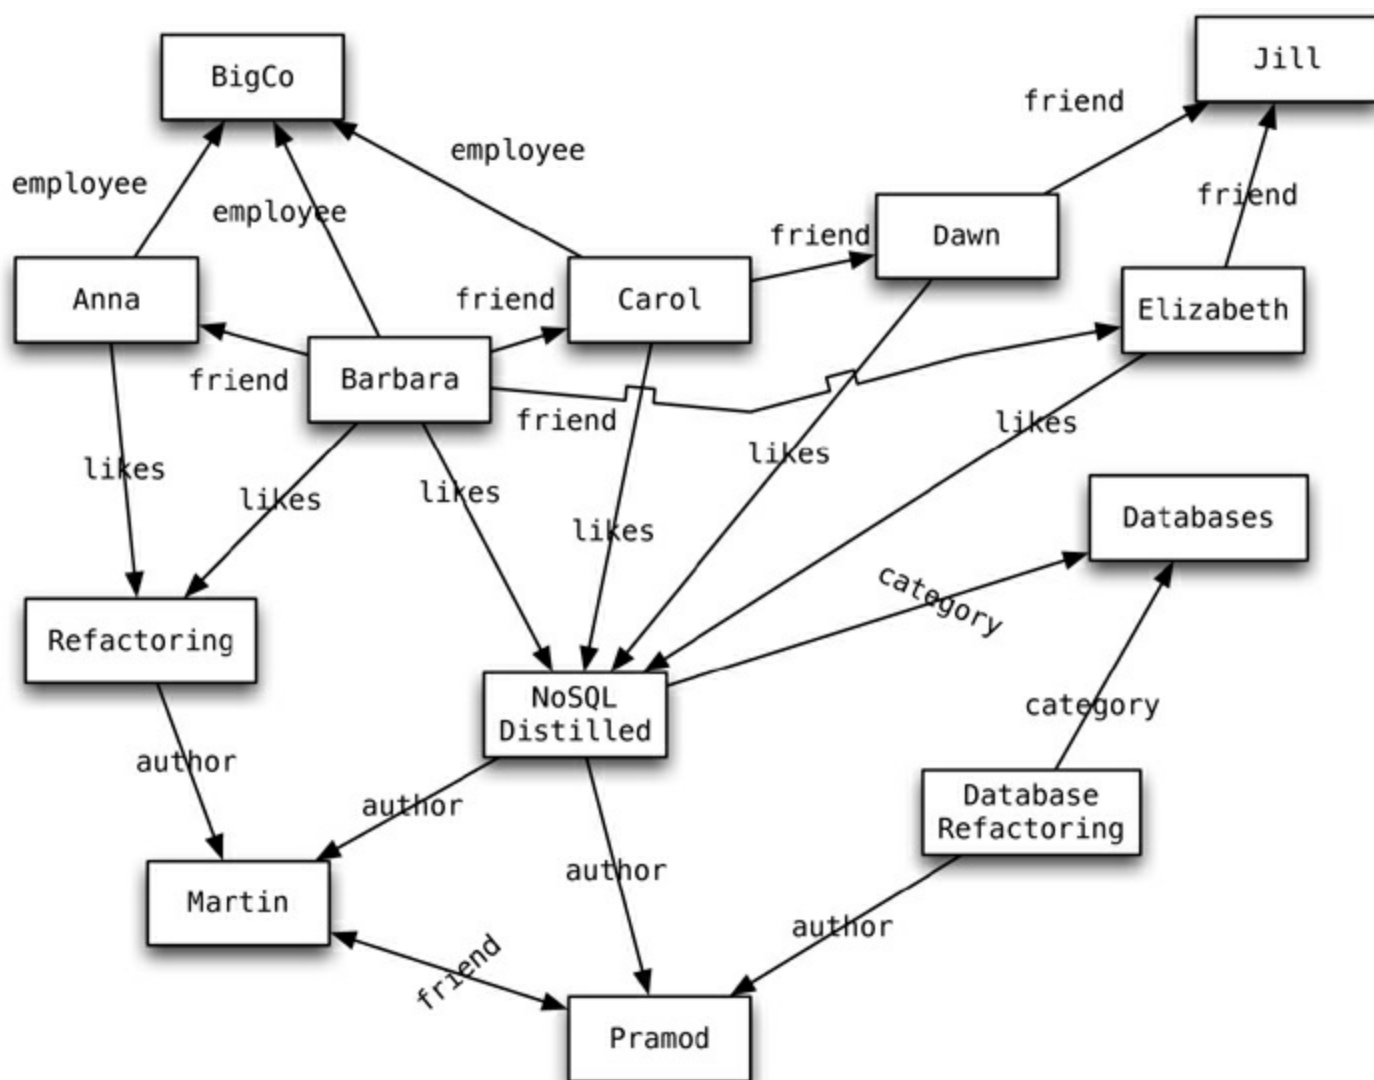 BigCo
Jill
friend
employee
employee
employee
friend
friend
Dawn
Anna
friend
Carol
Elizabeth
friend
Barbara
friend
likes
likes
likes
likes
likes
likes
Databases
category
Refactoring
NoSQL
Distilled
category
author
author
Database
Refactoring
author
Martin
author
friend
Pramod